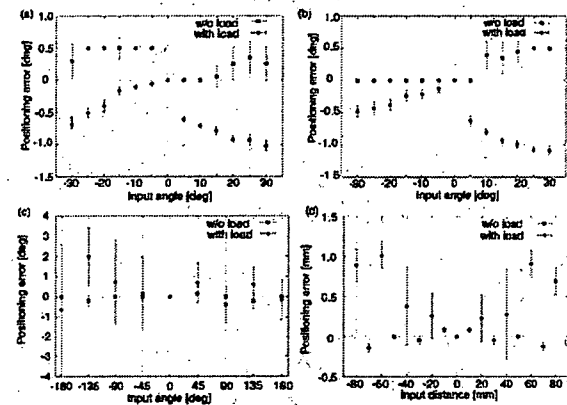 (a)
w/o load
with load
Positioning error [deg]
1.0
0.5
0
-0.5
-1.0
-1.5
-30 -20 -10 0 10 20 30
Input angle [deg]
(b)
w/o load
with load
Positioning error [deg]
1.0
0.5
0
-0.5
-1.0
-1.5
-30 -20 -10 0 10 20 30
Input angle [deg]
(c)
w/o load
with load
Positioning error [deg]
4
3
2
1
0
-1
-2
-3
-4
-180 -135 -90 -45 0 45 90 135 180
Input angle [deg]
(d)
w/o load
with load
Positioning error [mm]
1.5
1.0
0.5
0
-0.5
-80 -60 -40 -20 0 20 40 60 80
Input distance [mm]